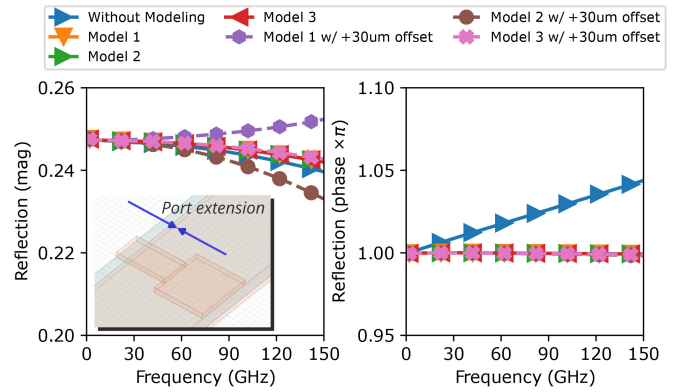 Without Modeling
Model 1
Model 2
Model 3
Model 1 w/ +30um offset
Model 2 w/ +30um offset
Model 3 w/ +30um offset
Reflection (mag)
0.26
0.24
0.22
0.20
Port extension
0 30 60 90 120 150
Frequency (GHz)
Reflection (phase ×π)
1.10
1.05
1.00
0.95
0 30 60 90 120 150
Frequency (GHz)